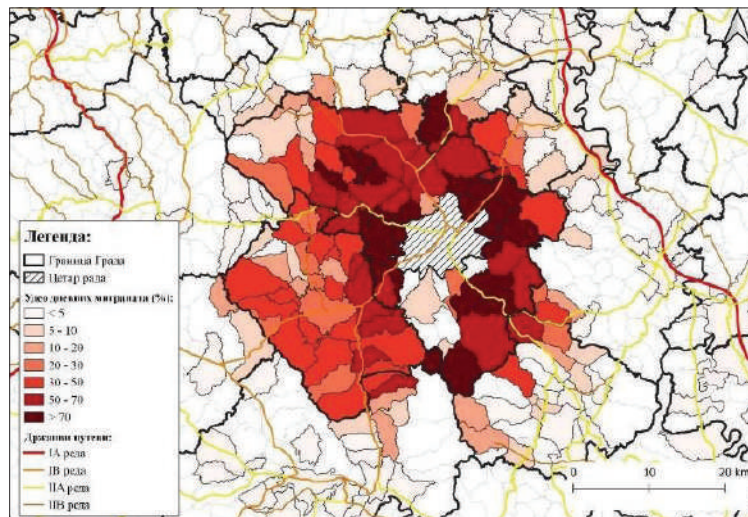 Легенда:
Граница Града
Центар рада
Удео дневних миграната (%):
< 5
5 - 10
10 - 20
20 - 30
30 - 50
50 - 70
> 70
Државни путеви:
IA реда
IB реда
IIA реда
IIB реда
0 10 20 km